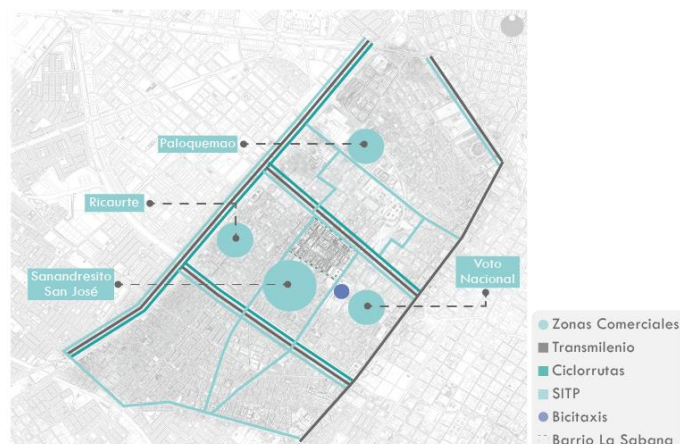 Paloquemao
Ricaurte
Sanandresito
San José
Voto
Nacional
Zonas Comerciales
Transmilenio
Ciclorrutas
SITP
Bicitaxis
Barrio La Sabana